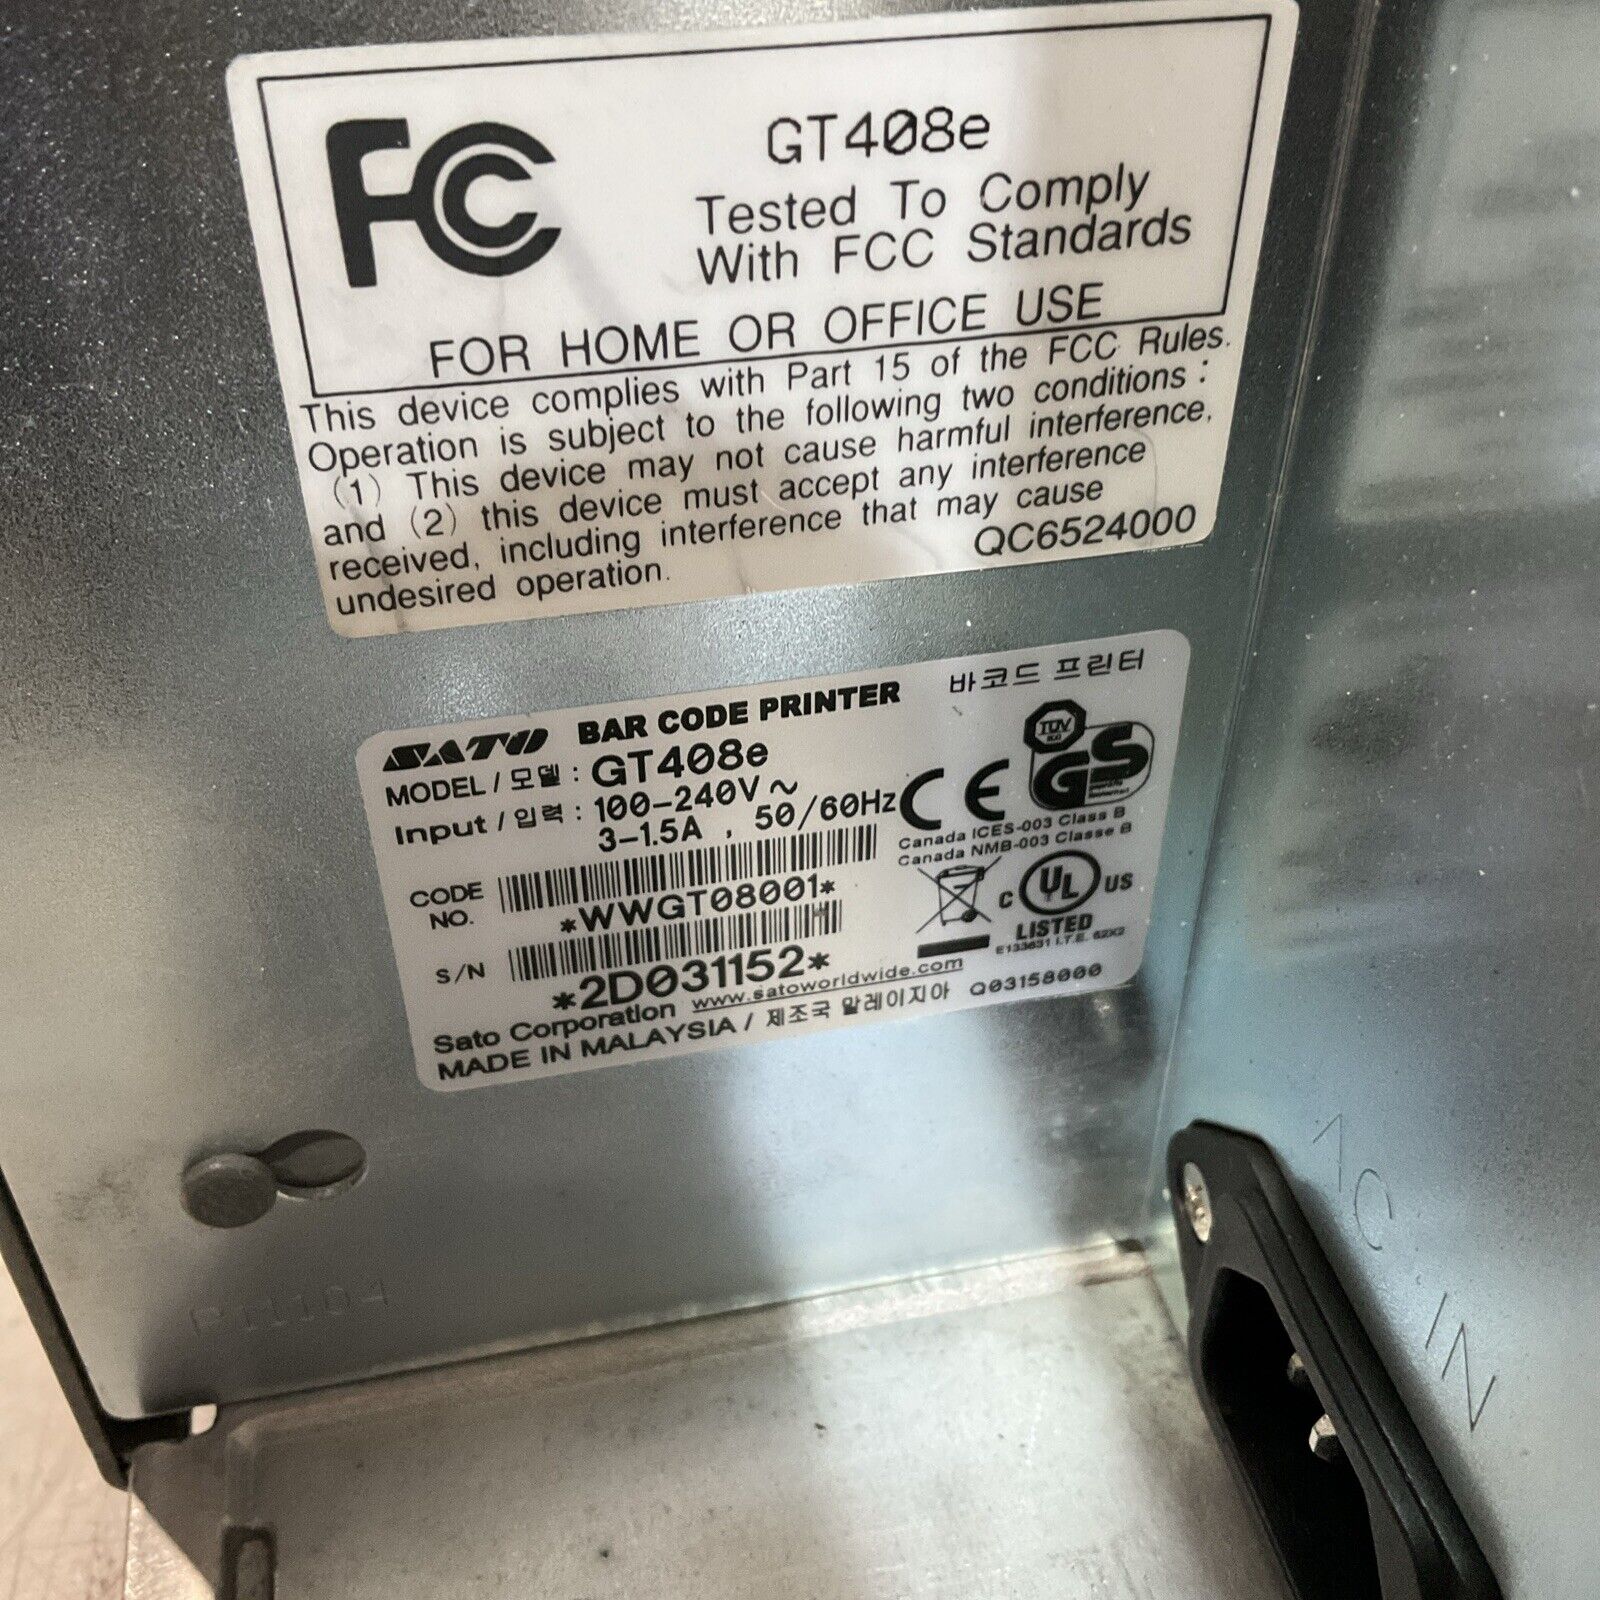 FC
GT408e
Tested To Comply
With FCC Standards
FOR HOME OR OFFICE USE
This device complies with Part 15 of the FCC Rules.
Operation is subject to the following two conditions :
(1) This device may not cause harmful interference,
and (2) this device must accept any interference
received, including interference that may cause
undesired operation.
QC6524000
SATO BAR CODE PRINTER 바코드 프린터
MODEL / 모델 : GT408e
Input / 입력 : 100-240V ~
3-1.5A , 50/60Hz
CE
TÜV
GS
Canada ICES-003 Class B
Canada NMB-003 Classe B
CODE
NO.
*WWGT08001*
C UL US
LISTED
E133631 I.T.E. 62X2
S/N
*2D031152*
Sato Corporation www.satoworldwide.com
MADE IN MALAYSIA / 제조국 말레이지아 Q03158000
AC IN